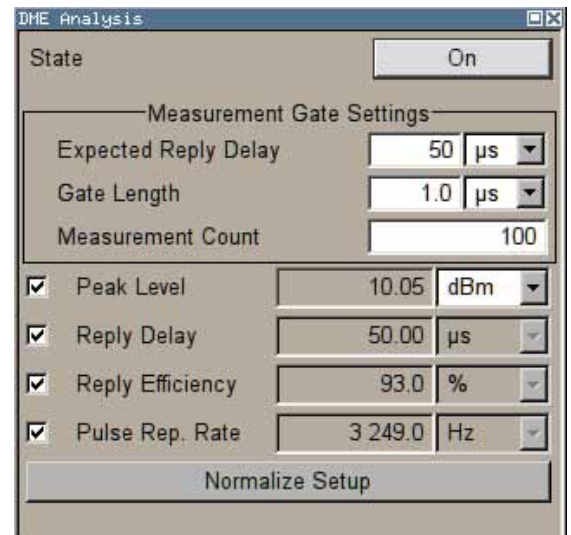 DME Analysis
State On
Measurement Gate Settings
Expected Reply Delay 50 µs
Gate Length 1.0 µs
Measurement Count 100
Peak Level 10.05 dBm
Reply Delay 50.00 µs
Reply Efficiency 93.0 %
Pulse Rep. Rate 3 249.0 Hz
Normalize Setup